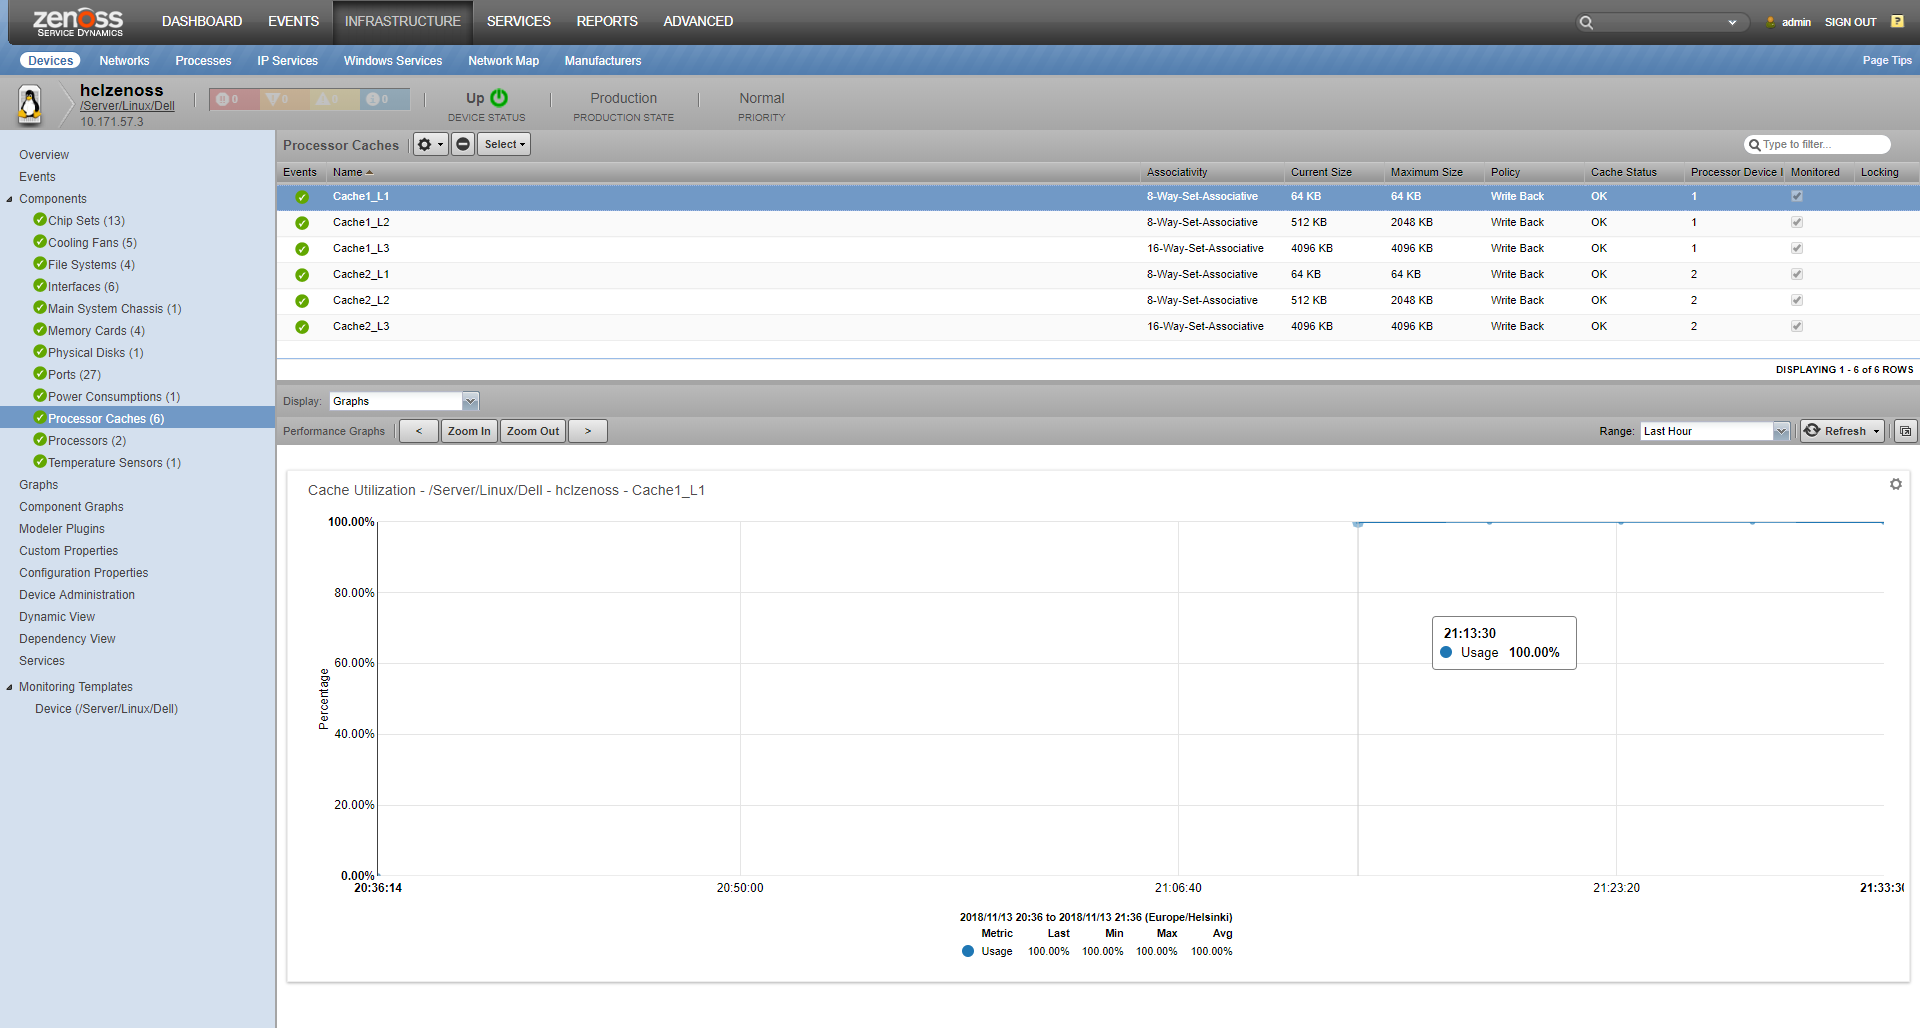 zenoss
SERVICE DYNAMICS
DASHBOARD EVENTS INFRASTRUCTURE SERVICES REPORTS ADVANCED
admin SIGN OUT ?
Devices Networks Processes IP Services Windows Services Network Map Manufacturers Page Tips
hclzenoss
/Server/Linux/Dell
10.171.57.3
0 0 0 0
Up
DEVICE STATUS
Production
PRODUCTION STATE
Normal
PRIORITY
Overview
Events
Components
Chip Sets (13)
Cooling Fans (5)
File Systems (4)
Interfaces (6)
Main System Chassis (1)
Memory Cards (4)
Physical Disks (1)
Ports (27)
Power Consumptions (1)
Processor Caches (6)
Processors (2)
Temperature Sensors (1)
Graphs
Component Graphs
Modeler Plugins
Custom Properties
Configuration Properties
Device Administration
Dynamic View
Dependency View
Services
Monitoring Templates
Device (/Server/Linux/Dell)
Processor Caches Select Type to filter...
Events Name Associativity Current Size Maximum Size Policy Cache Status Processor Device I Monitored Locking
Cache1_L1 8-Way-Set-Associative 64 KB 64 KB Write Back OK 1
Cache1_L2 8-Way-Set-Associative 512 KB 2048 KB Write Back OK 1
Cache1_L3 16-Way-Set-Associative 4096 KB 4096 KB Write Back OK 1
Cache2_L1 8-Way-Set-Associative 64 KB 64 KB Write Back OK 2
Cache2_L2 8-Way-Set-Associative 512 KB 2048 KB Write Back OK 2
Cache2_L3 16-Way-Set-Associative 4096 KB 4096 KB Write Back OK 2
DISPLAYING 1 - 6 of 6 ROWS
Display: Graphs
Performance Graphs < Zoom In Zoom Out > Range: Last Hour Refresh
Cache Utilization - /Server/Linux/Dell - hclzenoss - Cache1_L1
100.00%
80.00%
60.00%
40.00%
20.00%
0.00%
Percentage
21:13:30
Usage 100.00%
20:36:14 20:50:00 21:06:40 21:23:20 21:33:30
2018/11/13 20:36 to 2018/11/13 21:36 (Europe/Helsinki)
Metric Last Min Max Avg
Usage 100.00% 100.00% 100.00% 100.00%